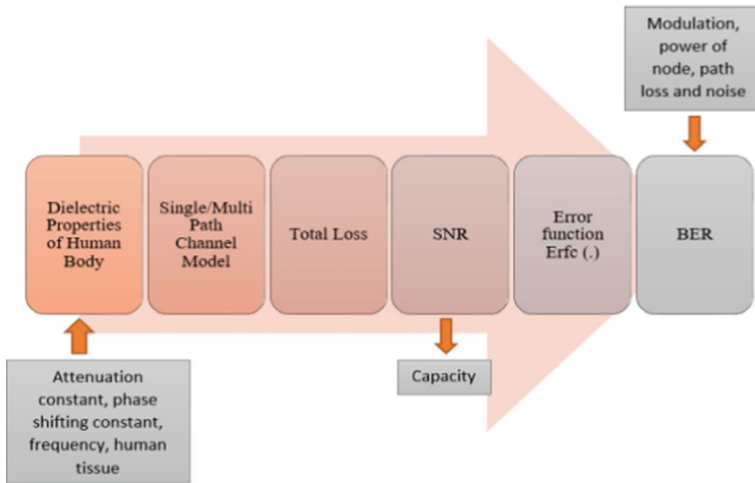 Modulation,
power of
node, path
loss and noise
Dielectric
Properties
of Human
Body
Single/Multi
Path
Channel
Model
Total Loss
SNR
Error
function
Erfc (.)
BER
Attenuation
constant, phase
shifting constant,
frequency, human
tissue
Capacity